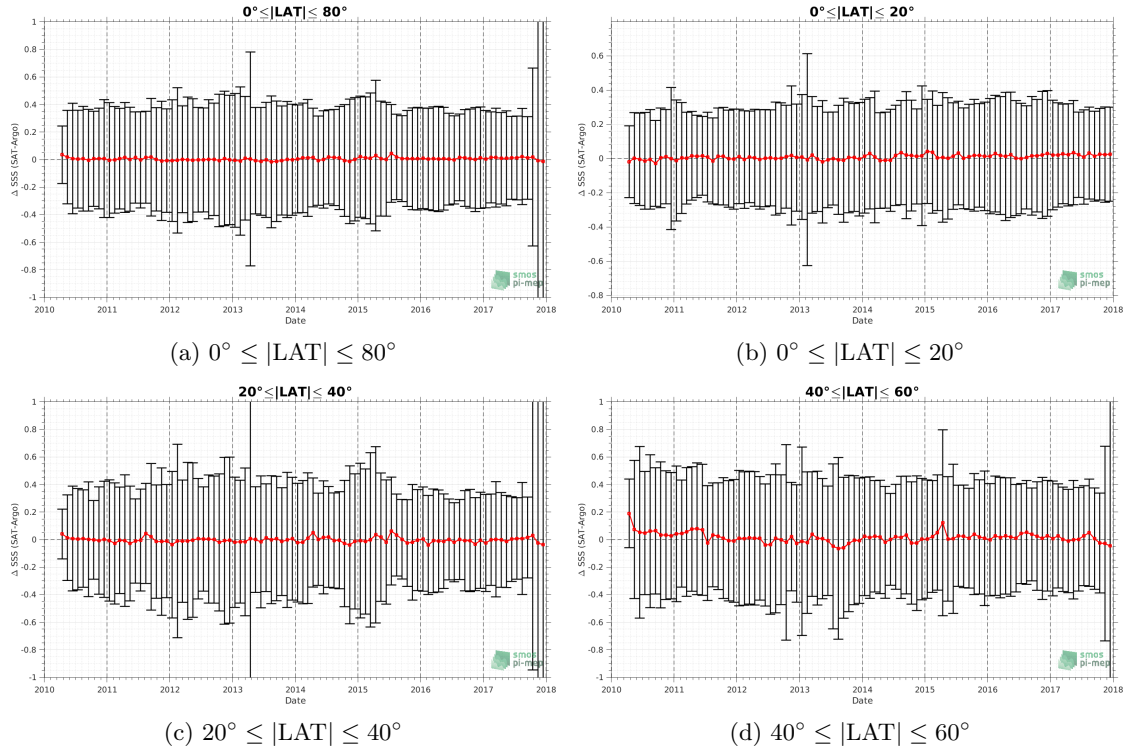 0°≤|LAT|≤ 80°
Δ SSS (SAT-Argo)
1
0.8
0.6
0.4
0.2
0
-0.2
-0.4
-0.6
-0.8
-1
2010 2011 2012 2013 2014 2015 2016 2017 2018
Date
smos
pi-mep
(a) 0° ≤ |LAT| ≤ 80°
0°≤|LAT|≤ 20°
Δ SSS (SAT-Argo)
0.6
0.4
0.2
0
-0.2
-0.4
-0.6
-0.8
2010 2011 2012 2013 2014 2015 2016 2017 2018
Date
smos
pi-mep
(b) 0° ≤ |LAT| ≤ 20°
20°≤|LAT|≤ 40°
Δ SSS (SAT-Argo)
1
0.8
0.6
0.4
0.2
0
-0.2
-0.4
-0.6
-0.8
-1
2010 2011 2012 2013 2014 2015 2016 2017 2018
Date
smos
pi-mep
(c) 20° ≤ |LAT| ≤ 40°
40°≤|LAT|≤ 60°
Δ SSS (SAT-Argo)
1
0.8
0.6
0.4
0.2
0
-0.2
-0.4
-0.6
-0.8
-1
2010 2011 2012 2013 2014 2015 2016 2017 2018
Date
smos
pi-mep
(d) 40° ≤ |LAT| ≤ 60°